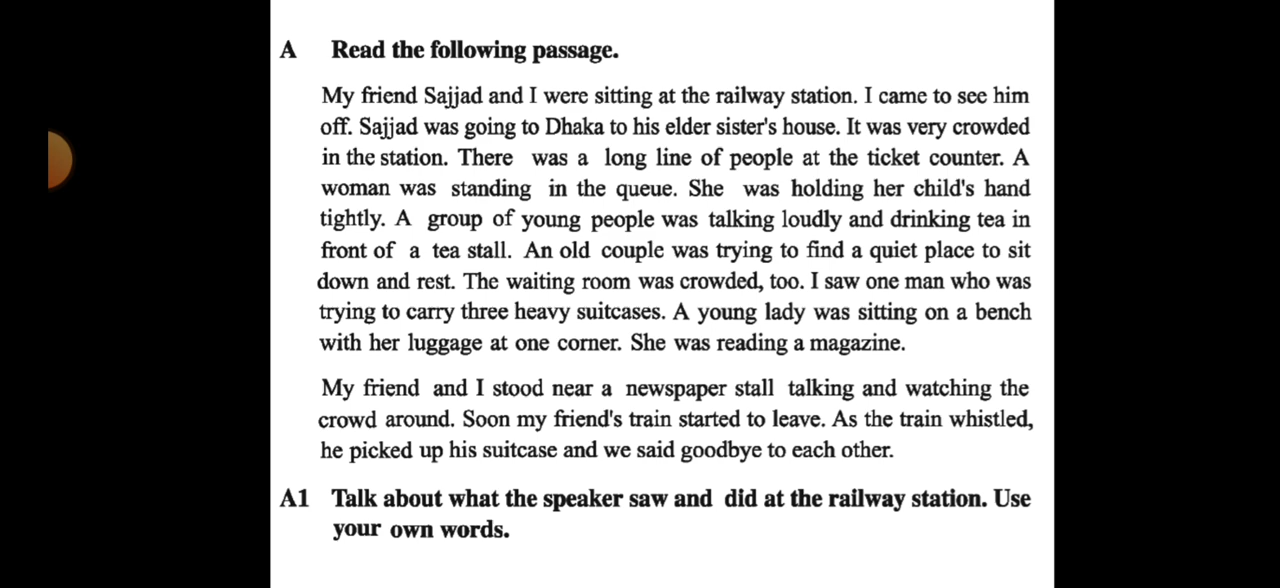 A Read the following passage.
My friend Sajjad and I were sitting at the railway station. I came to see him
off. Sajjad was going to Dhaka to his elder sister's house. It was very crowded
in the station. There was a long line of people at the ticket counter. A
woman was standing in the queue. She was holding her child's hand
tightly. A group of young people was talking loudly and drinking tea in
front of a tea stall. An old couple was trying to find a quiet place to sit
down and rest. The waiting room was crowded, too. I saw one man who was
trying to carry three heavy suitcases. A young lady was sitting on a bench
with her luggage at one corner. She was reading a magazine.
My friend and I stood near a newspaper stall talking and watching the
crowd around. Soon my friend's train started to leave. As the train whistled,
he picked up his suitcase and we said goodbye to each other.
A1 Talk about what the speaker saw and did at the railway station. Use
your own words.